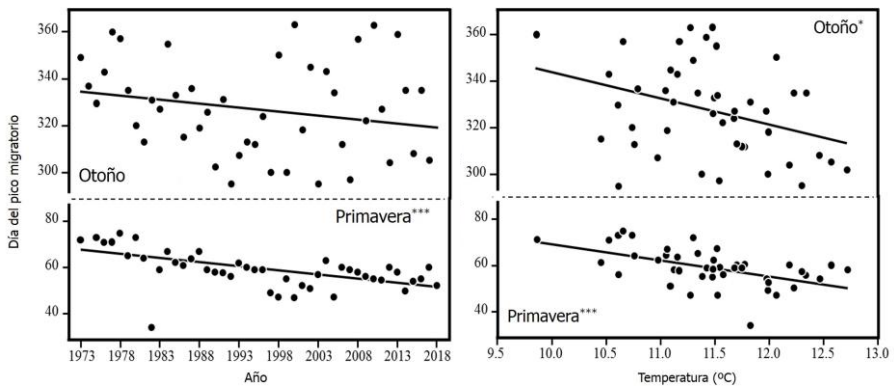 Día del pico migratorio
360
340
320
300
Otoño
80
60
40
Primavera***
1973 1978 1983 1988 1993 1998 2003 2008 2013 2018
Año
360
340
320
300
Otoño*
80
60
40
Primavera***
9.5 10.0 10.5 11.0 11.5 12.0 12.5 13.0
Temperatura (ºC)